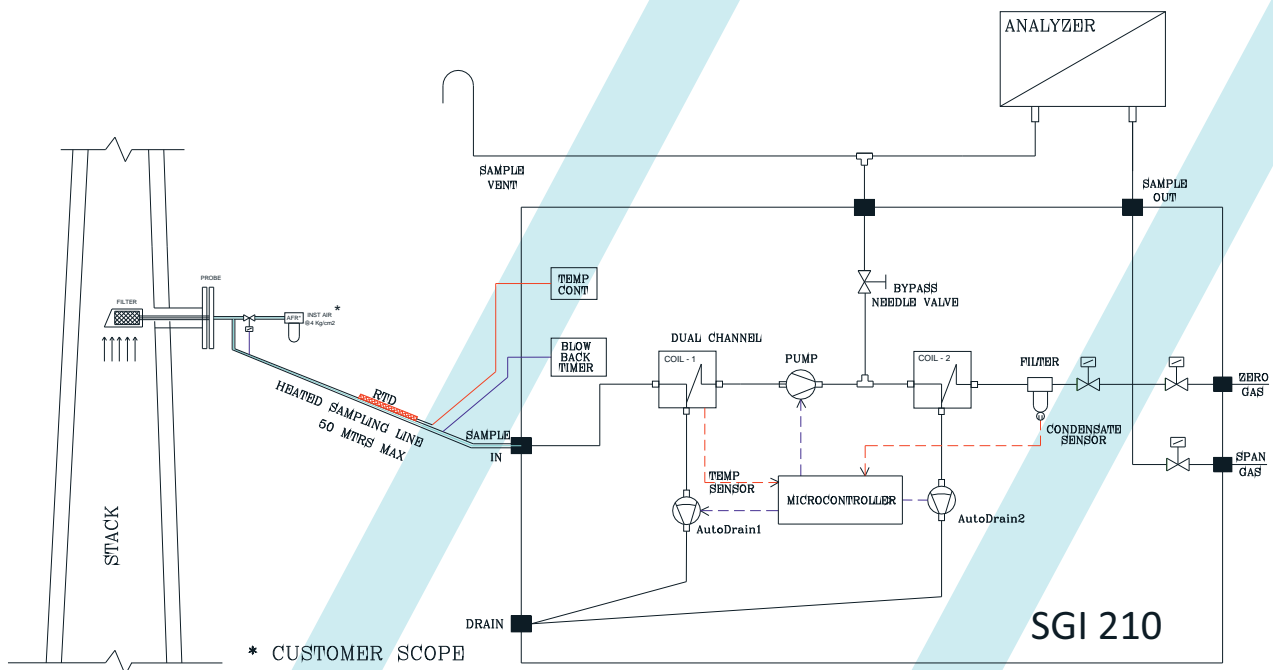 ANALYZER
SAMPLE
VENT
SAMPLE
OUT
PROBE
TEMP
CONT
FILTER
AFR*
INST AIR
@4 Kg/cm2
*
BYPASS
NEEDLE VALVE
BLOW
BACK
TIMER
DUAL CHANNEL
COIL - 1
PUMP
COIL - 2
FILTER
ZERO
GAS
RTD
HEATED SAMPLING LINE
50 MTRS MAX
SAMPLE
IN
CONDENSATE
SENSOR
SPAN
GAS
TEMP
SENSOR
MICROCONTROLLER
AutoDrain1
AutoDrain2
STACK
DRAIN
* CUSTOMER SCOPE
SGI 210